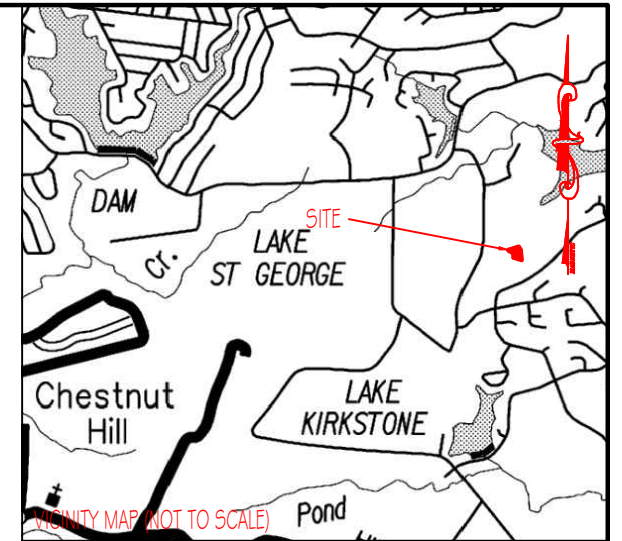 DAM
Cr.
SITE
LAKE
ST GEORGE
Chestnut
Hill
LAKE
KIRKSTONE
Pond
VICINITY MAP (NOT TO SCALE)